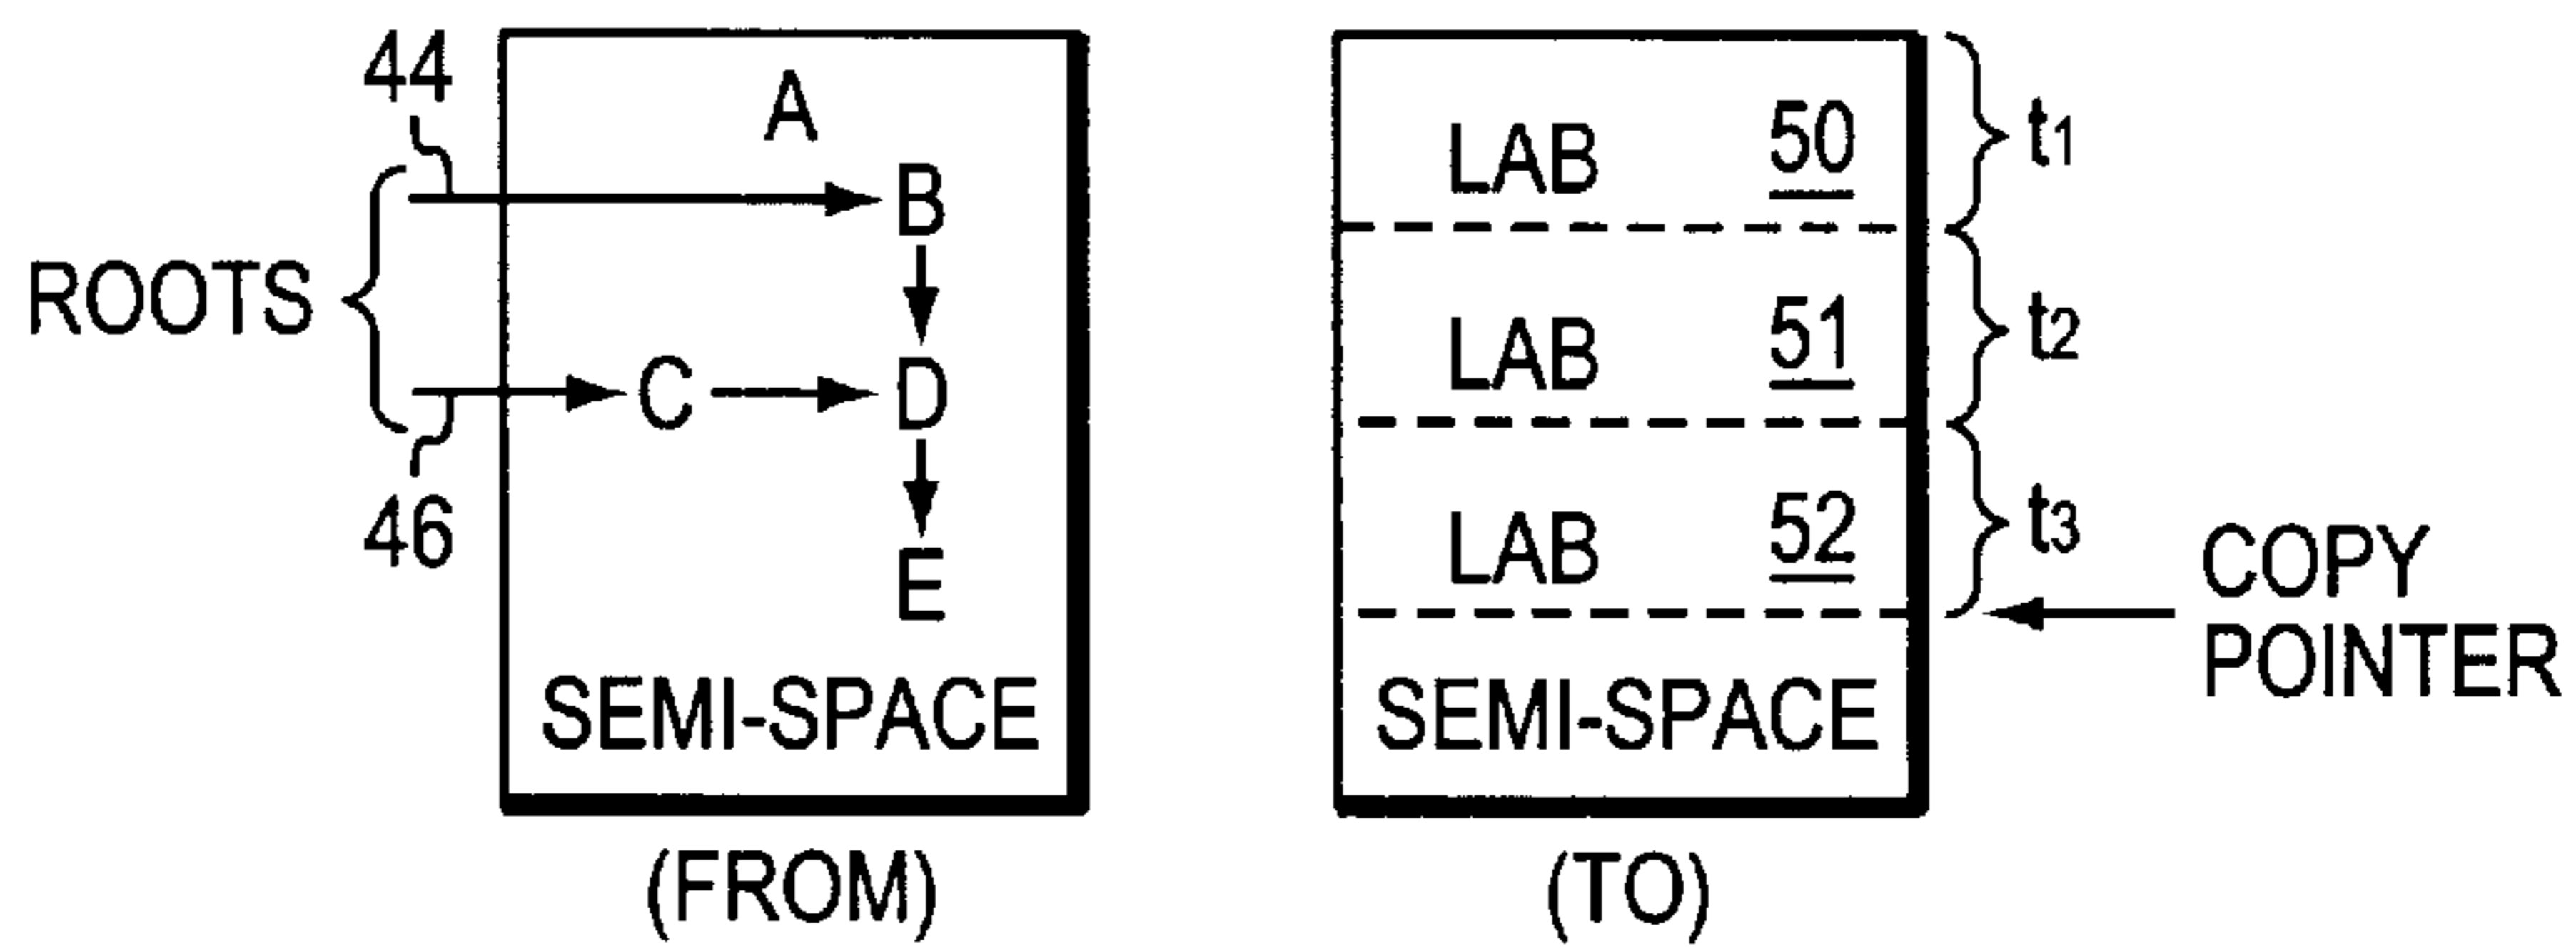 44
ROOTS
46
A
B
C
D
E
SEMI-SPACE
(FROM)
LAB 50
LAB 51
LAB 52
SEMI-SPACE
(TO)
t1
t2
t3
COPY
POINTER